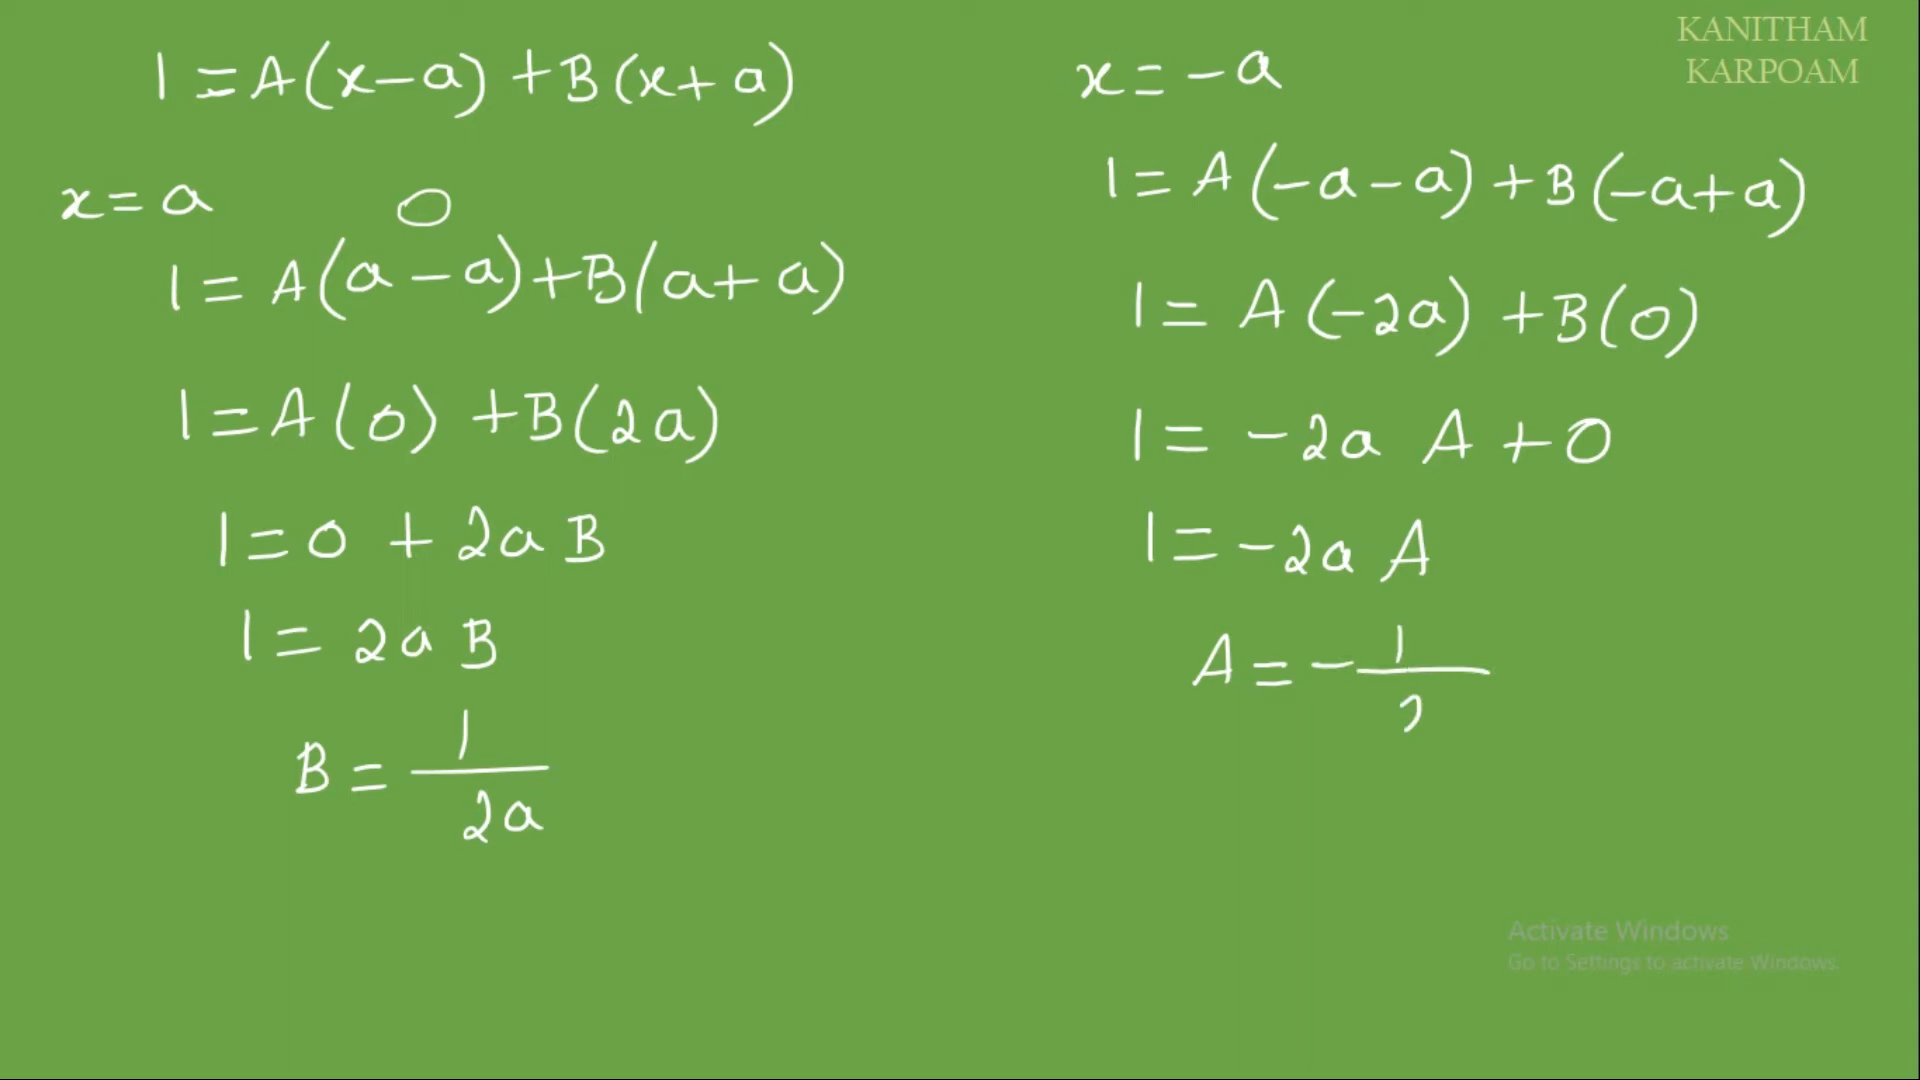 1 = A(x-a) + B(x+a)
x = a
0
1 = A(a-a) + B(a+a)
1 = A(0) + B(2a)
1 = 0 + 2a B
1 = 2a B
B = 1/2a
x = -a
1 = A(-a-a) + B(-a+a)
1 = A(-2a) + B(0)
1 = -2a A + 0
1 = -2a A
A = -1/2
KANITHAM
KARPOAM
Activate Windows
Go to Settings to activate Windows.